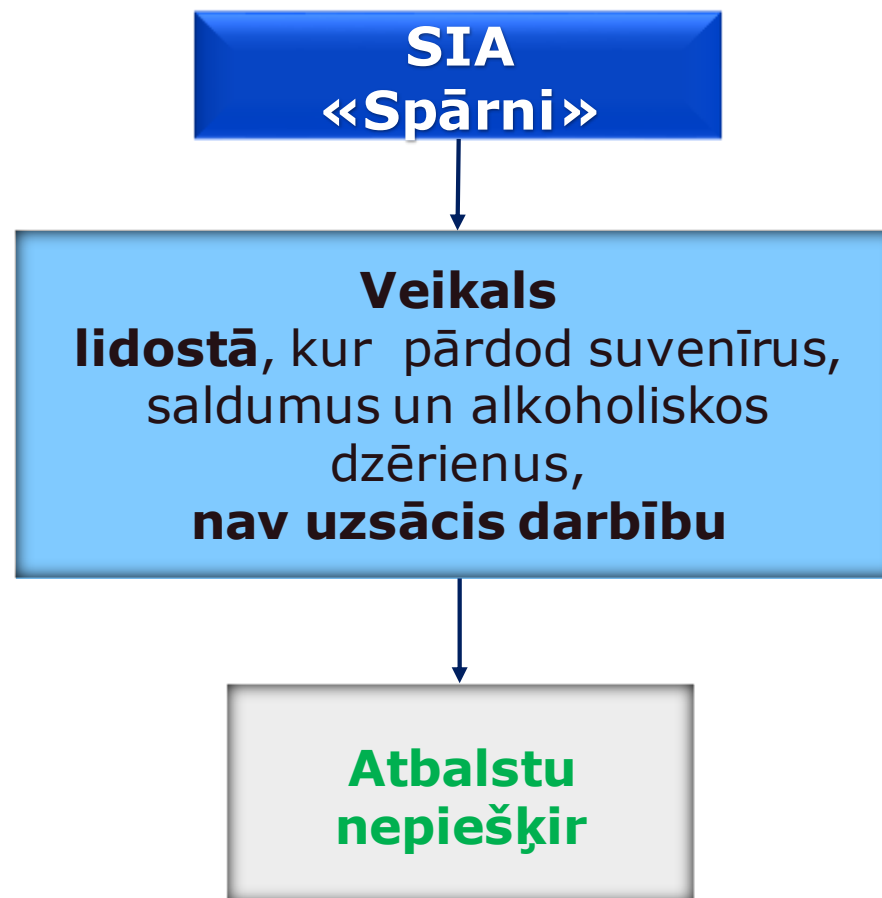 SIA
«Spārni»
Veikals
lidostā, kur pārdod suvenīrus,
saldumus un alkoholiskos
dzērienus,
nav uzsācis darbību
Atbalstu
nepiešķir